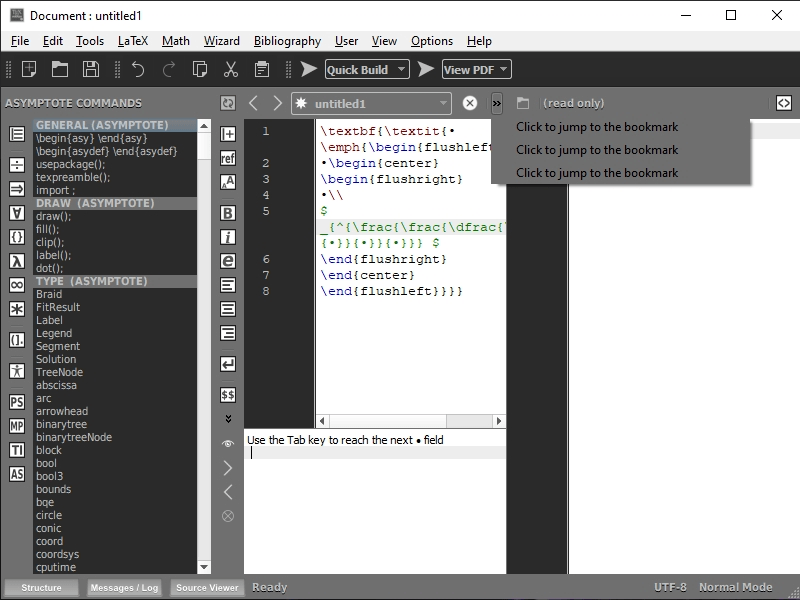 Document : untitled1
File Edit Tools LaTeX Math Wizard Bibliography User View Options Help
Quick Build View PDF
ASYMPTOTE COMMANDS
untitled1
» (read only)
GENERAL (ASYMPTOTE)
\begin{asy} \end{asy}
\begin{asydef} \end{asydef}
usepackage();
texpreamble();
import ;
DRAW (ASYMPTOTE)
draw();
fill();
clip();
label();
dot();
TYPE (ASYMPTOTE)
Braid
FitResult
Label
Legend
Segment
Solution
TreeNode
abscissa
arc
arrowhead
binarytree
binarytreeNode
block
bool
bool3
bounds
bqe
circle
conic
coord
coordsys
cputime
PS
MP
TI
AS
ref
B
i
e
$$
1 \textbf{\textit{•
\emph{\begin{flushleft
2 •\begin{center}
3 \begin{flushright}
4 •\\
5 $
_{^{\frac{\frac{\dfrac{
{•}}{•}}{•}}} $
6 \end{flushright}
7 \end{center}
8 \end{flushleft}}}}
Click to jump to the bookmark
Click to jump to the bookmark
Click to jump to the bookmark
Use the Tab key to reach the next • field
Structure Messages / Log Source Viewer Ready UTF-8 Normal Mode